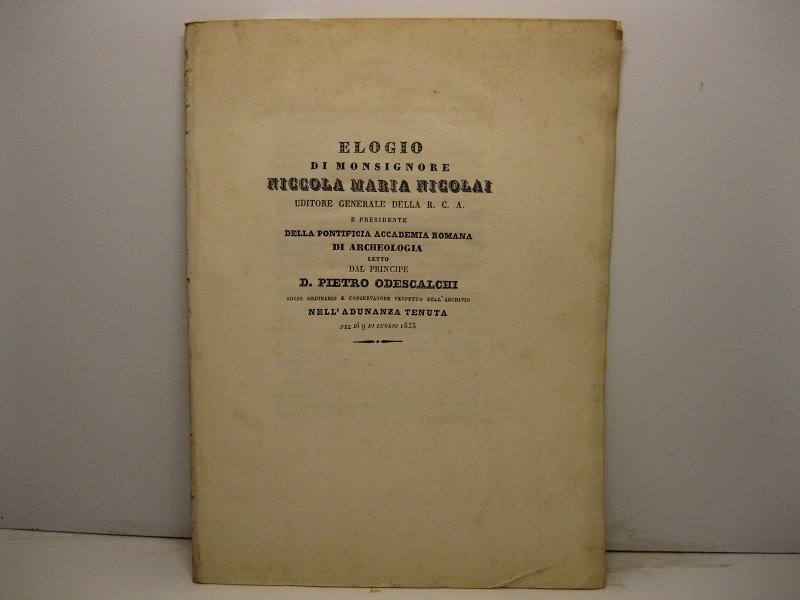 ELOGIO
DI MONSIGNORE
NICCOLA MARIA NICOLAI
UDITORE GENERALE DELLA R. C. A.
E PRESIDENTE
DELLA PONTIFICIA ACCADEMIA ROMANA
DI ARCHEOLOGIA
LETTO
DAL PRINCIPE
D. PIETRO ODESCALCHI
SOCIO ORDINARIO E CONSERVATORE PERPETUO DELL'ARCHIVIO
NELL'ADUNANZA TENUTA
NEL DÌ 9 DI LUGLIO 1835